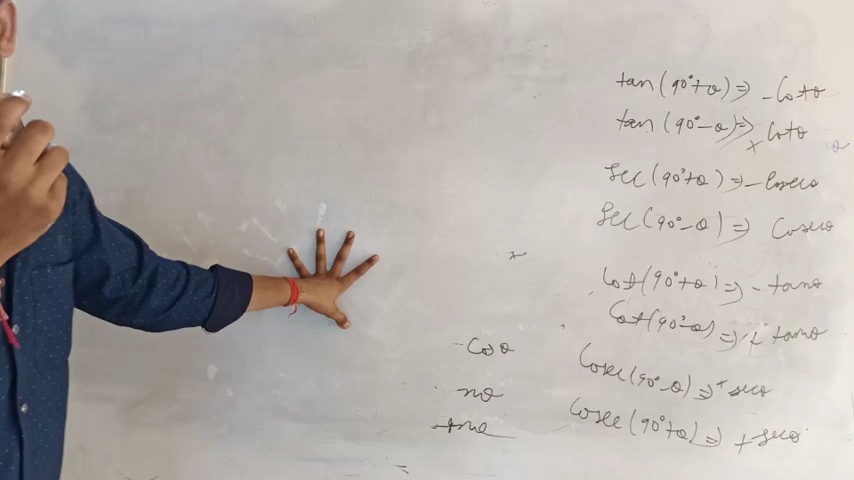 tan(90°+θ) ⇒ -Cotθ
tan(90°-θ) ⇒ + Cotθ
θ
Sec(90°+θ) ⇒ -Cosecθ
Sec(90°-θ) ⇒ Cosecθ
Cot(90°+θ) ⇒ -tanθ
Cot(90°-θ) ⇒ + tanθ
Cosθ
Cosec(90°-θ) ⇒ + secθ
Cosec(90°+θ) ⇒ +secθ